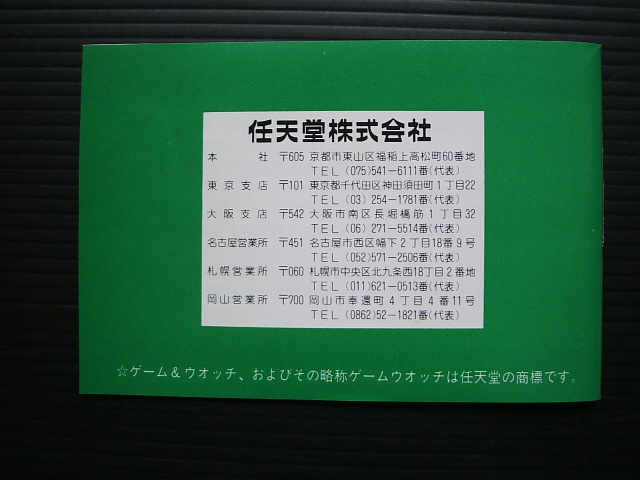 任天堂株式会社
本社 〒605 京都市東山区福稲上高松町60番地
TEL (075)541-6111番(代表)
東京支店 〒101 東京都千代田区神田須田町1丁目22
TEL (03) 254-1781番(代表)
大阪支店 〒542 大阪市南区長堀橋筋1丁目32
TEL (06) 271-5514番(代表)
名古屋営業所 〒451 名古屋市西区幅下2丁目18番9号
TEL (052)571-2506番(代表)
札幌営業所 〒060 札幌市中央区北九条西18丁目2番地
TEL (011)621-0513番(代表)
岡山営業所 〒700 岡山市奉還町4丁目4番11号
TEL (0862)52-1821番(代表)
☆ゲーム&ウオッチ、およびその略称ゲームウオッチは任天堂の商標です。